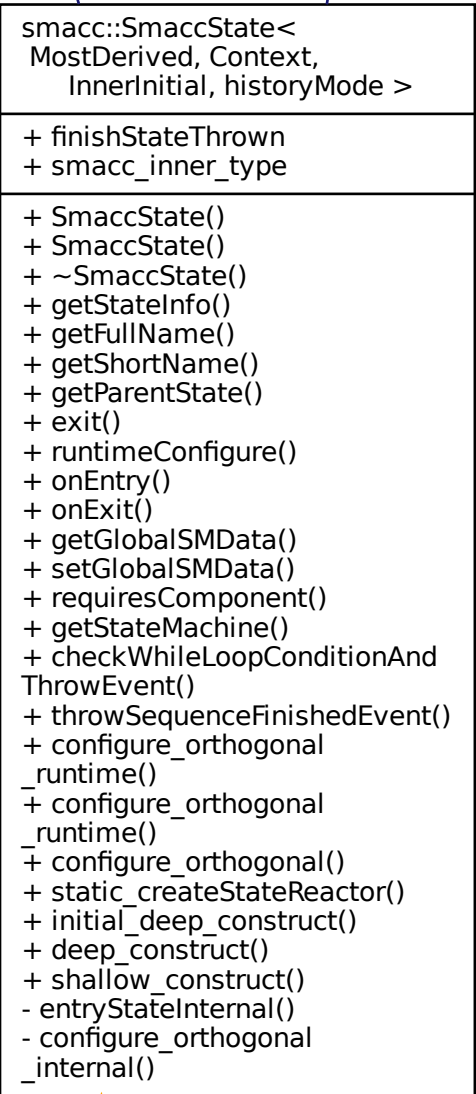 smacc::SmaccState<
MostDerived, Context,
InnerInitial, historyMode >
+ finishStateThrown
+ smacc_inner_type
+ SmaccState()
+ SmaccState()
+ ~SmaccState()
+ getStateInfo()
+ getFullName()
+ getShortName()
+ getParentState()
+ exit()
+ runtimeConfigure()
+ onEntry()
+ onExit()
+ getGlobalSMData()
+ setGlobalSMData()
+ requiresComponent()
+ getStateMachine()
+ checkWhileLoopConditionAnd
ThrowEvent()
+ throwSequenceFinishedEvent()
+ configure_orthogonal
_runtime()
+ configure_orthogonal
_runtime()
+ configure_orthogonal()
+ static_createStateReactor()
+ initial_deep_construct()
+ deep_construct()
+ shallow_construct()
- entryStateInternal()
- configure_orthogonal
_internal()